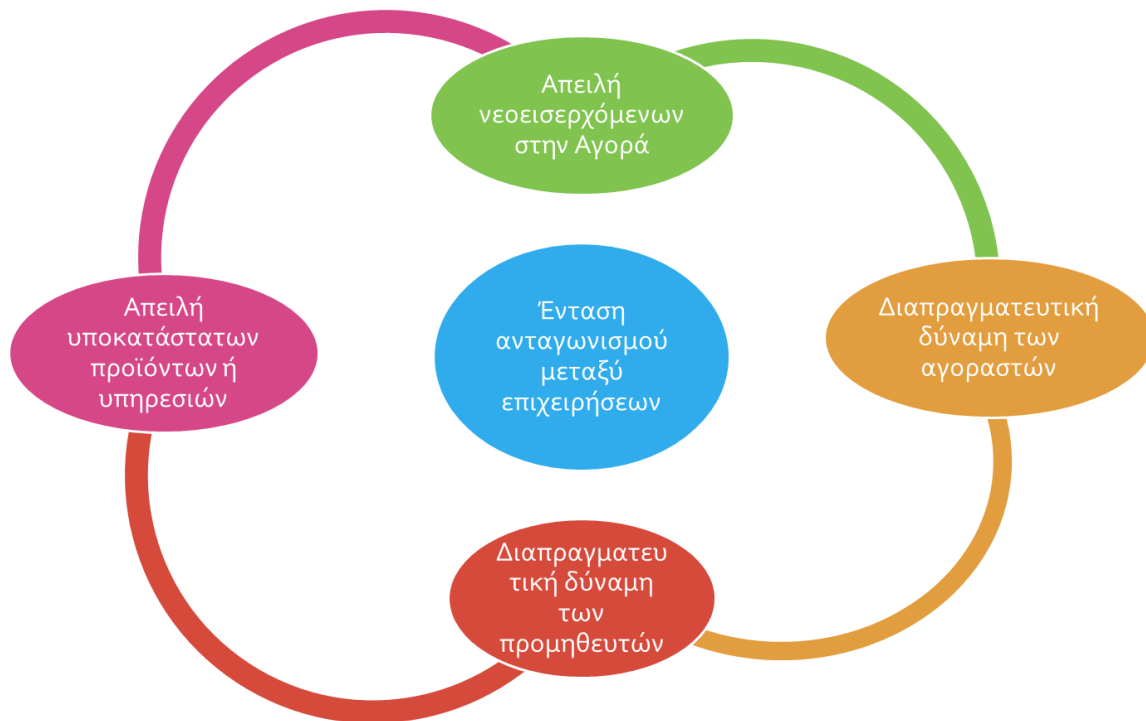 Απειλή
νεοεισερχόμενων
στην Αγορά
Απειλή
υποκατάστατων
προϊόντων ή
υπηρεσιών
Ένταση
ανταγωνισμού
μεταξύ
επιχειρήσεων
Διαπραγματευτική
δύναμη των
αγοραστών
Διαπραγματευ
τική δύναμη
των
προμηθευτών